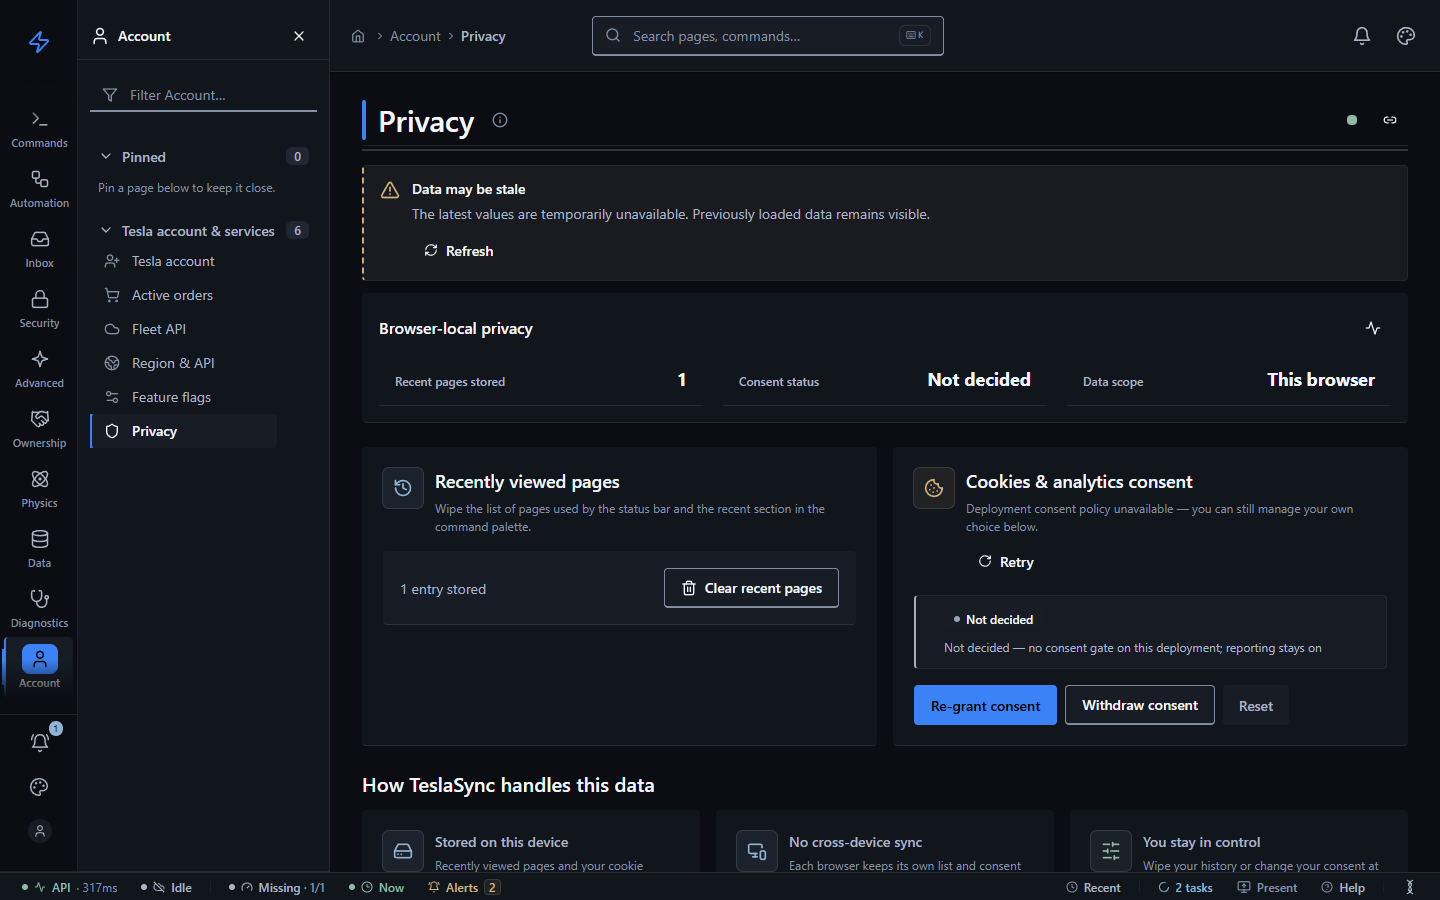 Account
Account
Privacy
Search pages, commands...
K
Filter Account...
Commands
Automation
Inbox
Security
Advanced
Ownership
Physics
Data
Diagnostics
Account
1
Pinned
0
Pin a page below to keep it close.
Tesla account & services
6
Tesla account
Active orders
Fleet API
Region & API
Feature flags
Privacy
Privacy
Data may be stale
The latest values are temporarily unavailable. Previously loaded data remains visible.
Refresh
Browser-local privacy
Recent pages stored
1
Consent status
Not decided
Data scope
This browser
Recently viewed pages
Wipe the list of pages used by the status bar and the recent section in the
command palette.
1 entry stored
Clear recent pages
Cookies & analytics consent
Deployment consent policy unavailable — you can still manage your own
choice below.
Retry
Not decided
Not decided — no consent gate on this deployment; reporting stays on
Re-grant consent
Withdraw consent
Reset
How TeslaSync handles this data
Stored on this device
Recently viewed pages and your cookie
No cross-device sync
Each browser keeps its own list and consent
You stay in control
Wipe your history or change your consent at
API · 317ms
Idle
Missing · 1/1
Now
Alerts 2
Recent
2 tasks
Present
Help